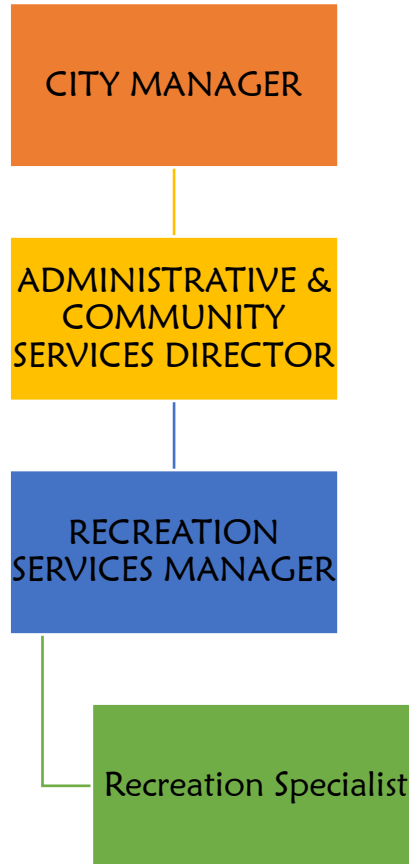 CITY MANAGER
ADMINISTRATIVE &
COMMUNITY
SERVICES DIRECTOR
RECREATION
SERVICES MANAGER
Recreation Specialist